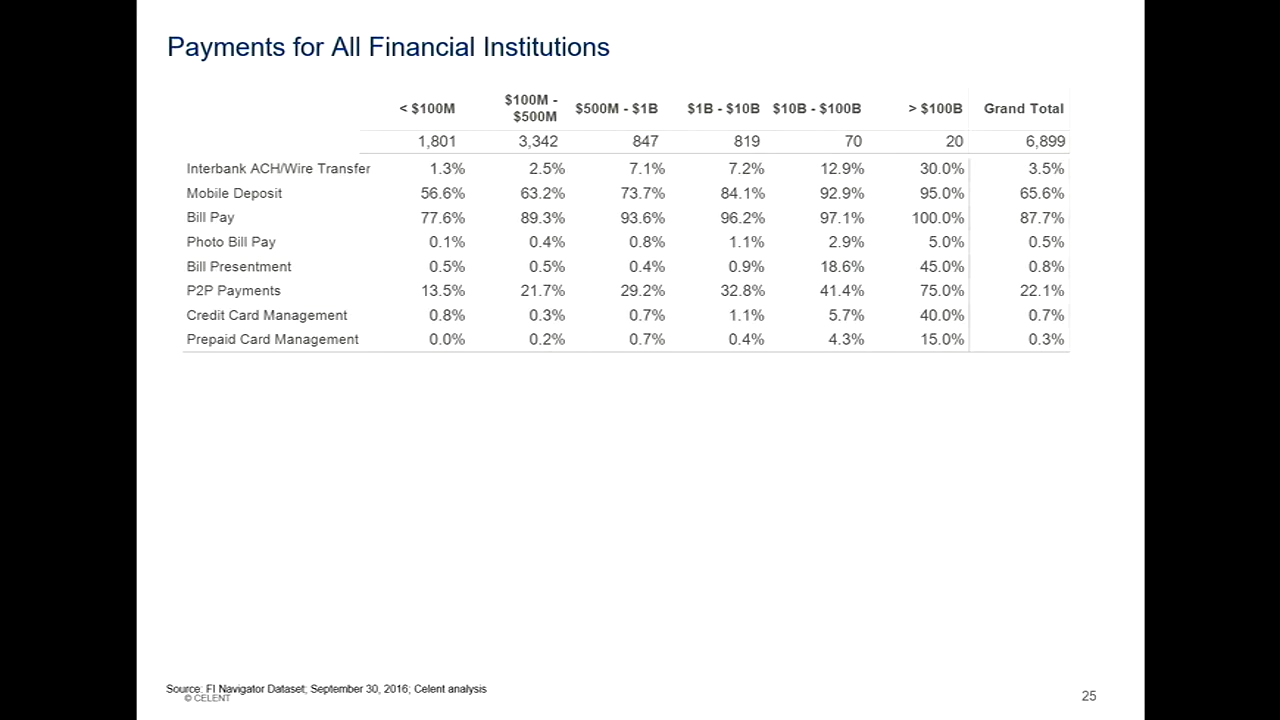 Payments for All Financial Institutions
< $100M $100M - $500M $500M - $1B $1B - $10B $10B - $100B > $100B Grand Total
1,801 3,342 847 819 70 20 6,899
Interbank ACH/Wire Transfer 1.3% 2.5% 7.1% 7.2% 12.9% 30.0% 3.5%
Mobile Deposit 56.6% 63.2% 73.7% 84.1% 92.9% 95.0% 65.6%
Bill Pay 77.6% 89.3% 93.6% 96.2% 97.1% 100.0% 87.7%
Photo Bill Pay 0.1% 0.4% 0.8% 1.1% 2.9% 5.0% 0.5%
Bill Presentment 0.5% 0.5% 0.4% 0.9% 18.6% 45.0% 0.8%
P2P Payments 13.5% 21.7% 29.2% 32.8% 41.4% 75.0% 22.1%
Credit Card Management 0.8% 0.3% 0.7% 1.1% 5.7% 40.0% 0.7%
Prepaid Card Management 0.0% 0.2% 0.7% 0.4% 4.3% 15.0% 0.3%
Source: FI Navigator Dataset; September 30, 2016; Celent analysis
© CELENT
25